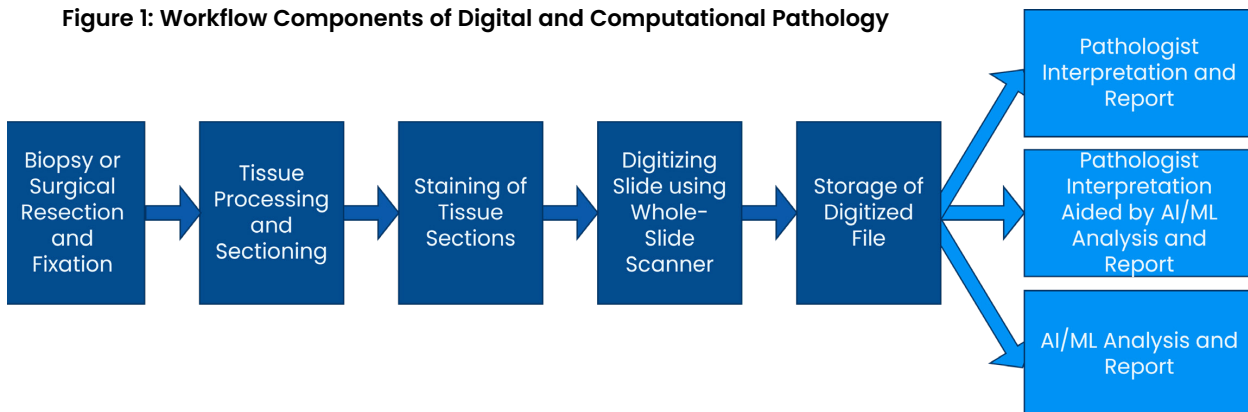 Figure 1: Workflow Components of Digital and Computational Pathology
Biopsy or
Surgical
Resection
and
Fixation
Tissue
Processing
and
Sectioning
Staining of
Tissue
Sections
Digitizing
Slide using
Whole-
Slide
Scanner
Storage of
Digitized
File
Pathologist
Interpretation and
Report
Pathologist
Interpretation
Aided by AI/ML
Analysis and
Report
AI/ML Analysis and
Report